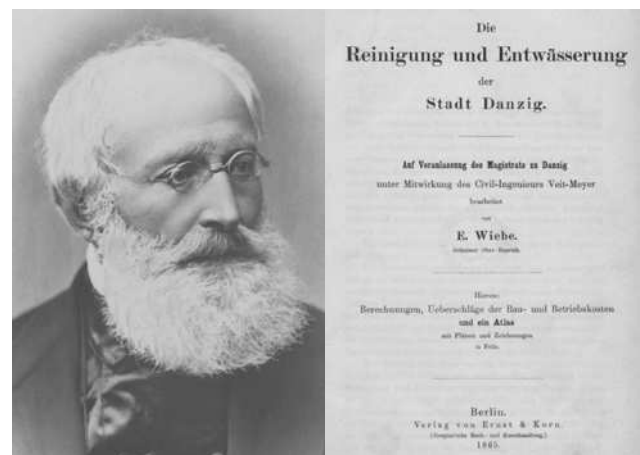 Die
Reinigung und Entwässerung
der
Stadt Danzig.
Auf Veranlassung des Magistrats zu Danzig
unter Mitwirkung des Civil-Ingenieurs Veit-Meyer
bearbeitet
von
E. Wiebe.
Hierzu:
Berechnungen, Ueberschläge der Bau- und Betriebskosten
und ein Atlas
mit Plänen und Zeichnungen
in Folio.
Berlin.
Verlag von Ernst & Korn.
1865.